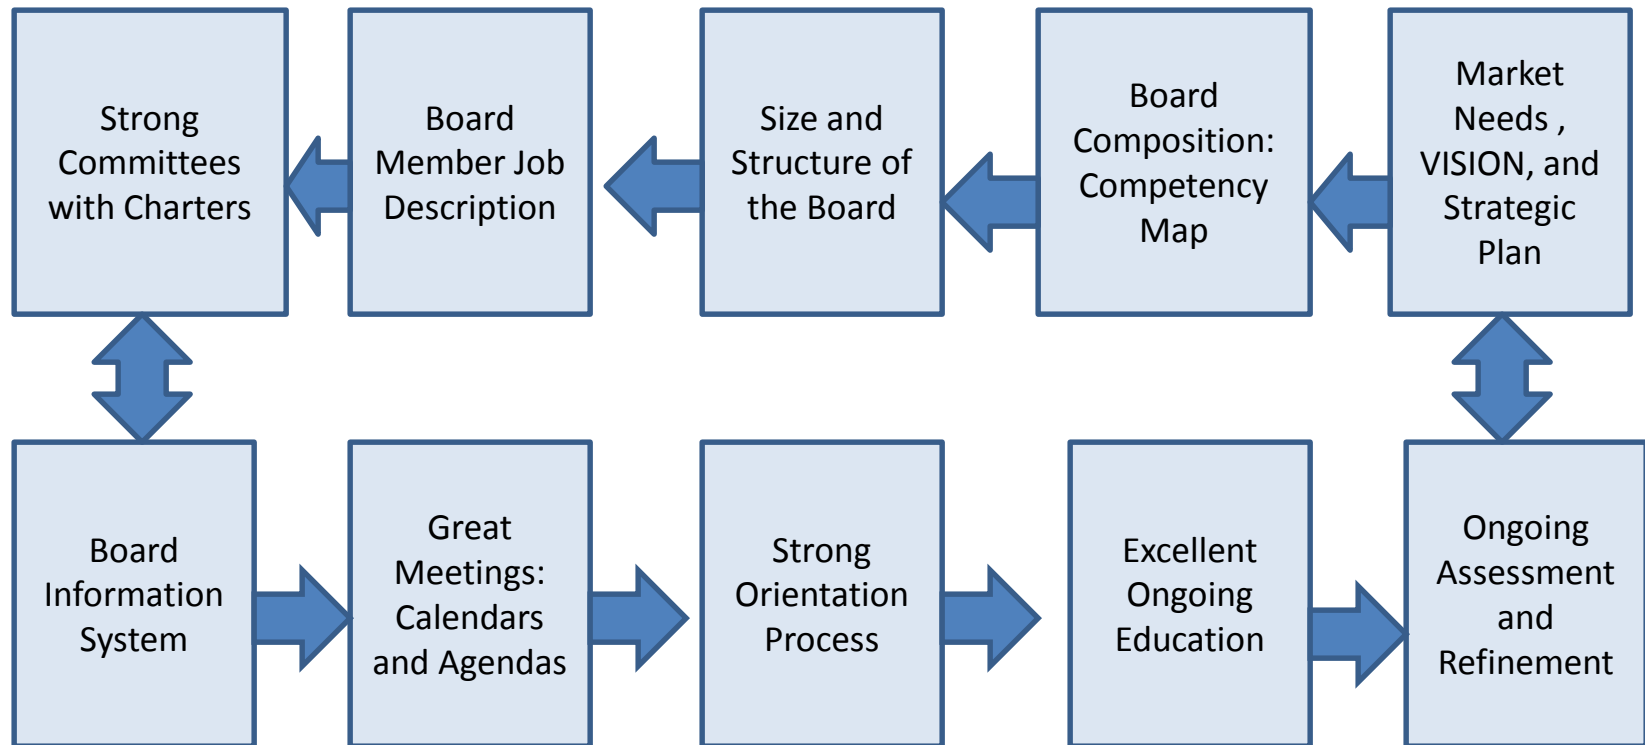 Strong
Committees
with Charters
Board
Member Job
Description
Size and
Structure of
the Board
Board
Composition:
Competency
Map
Market
Needs ,
VISION, and
Strategic
Plan
Board
Information
System
Great
Meetings:
Calendars
and Agendas
Strong
Orientation
Process
Excellent
Ongoing
Education
Ongoing
Assessment
and
Refinement